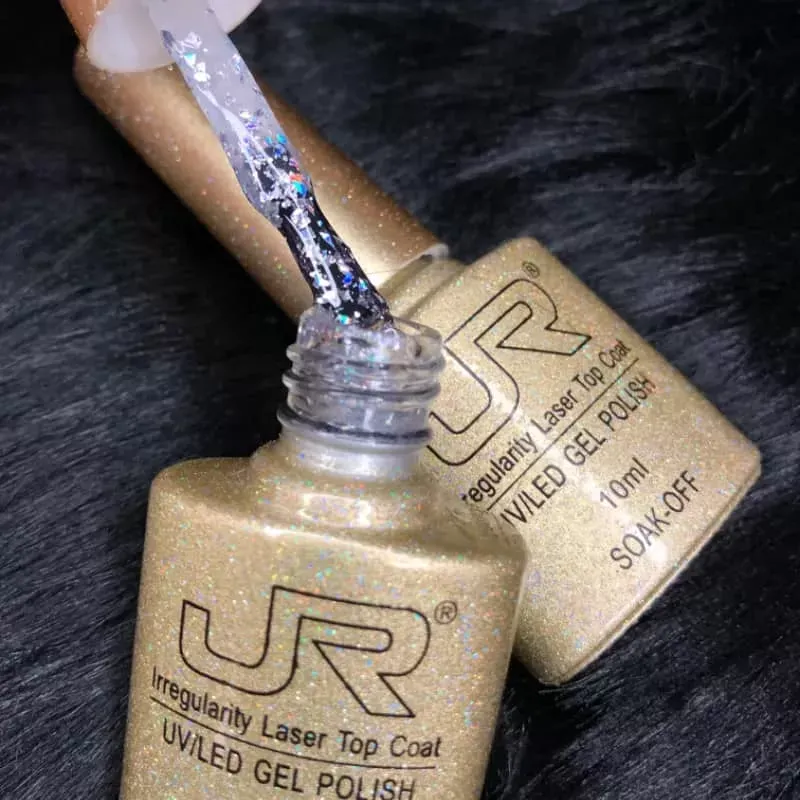 JR®
Irregularity Laser Top Coat
UV/LED GEL POLISH
JR®
Irregularity Laser Top Coat
UV/LED GEL POLISH
10ml
SOAK-OFF